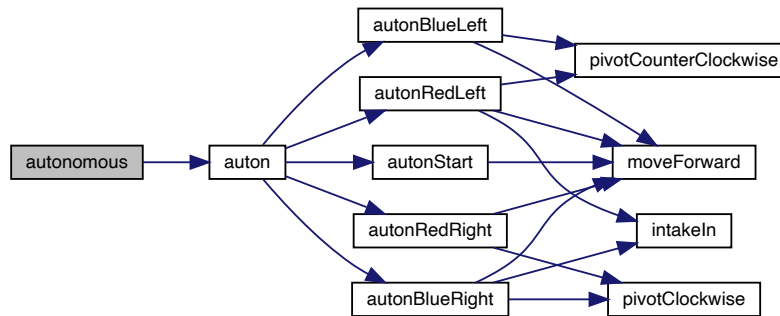 autonomous
auton
autonBlueLeft
autonRedLeft
autonStart
autonRedRight
autonBlueRight
pivotCounterClockwise
moveForward
intakeIn
pivotClockwise